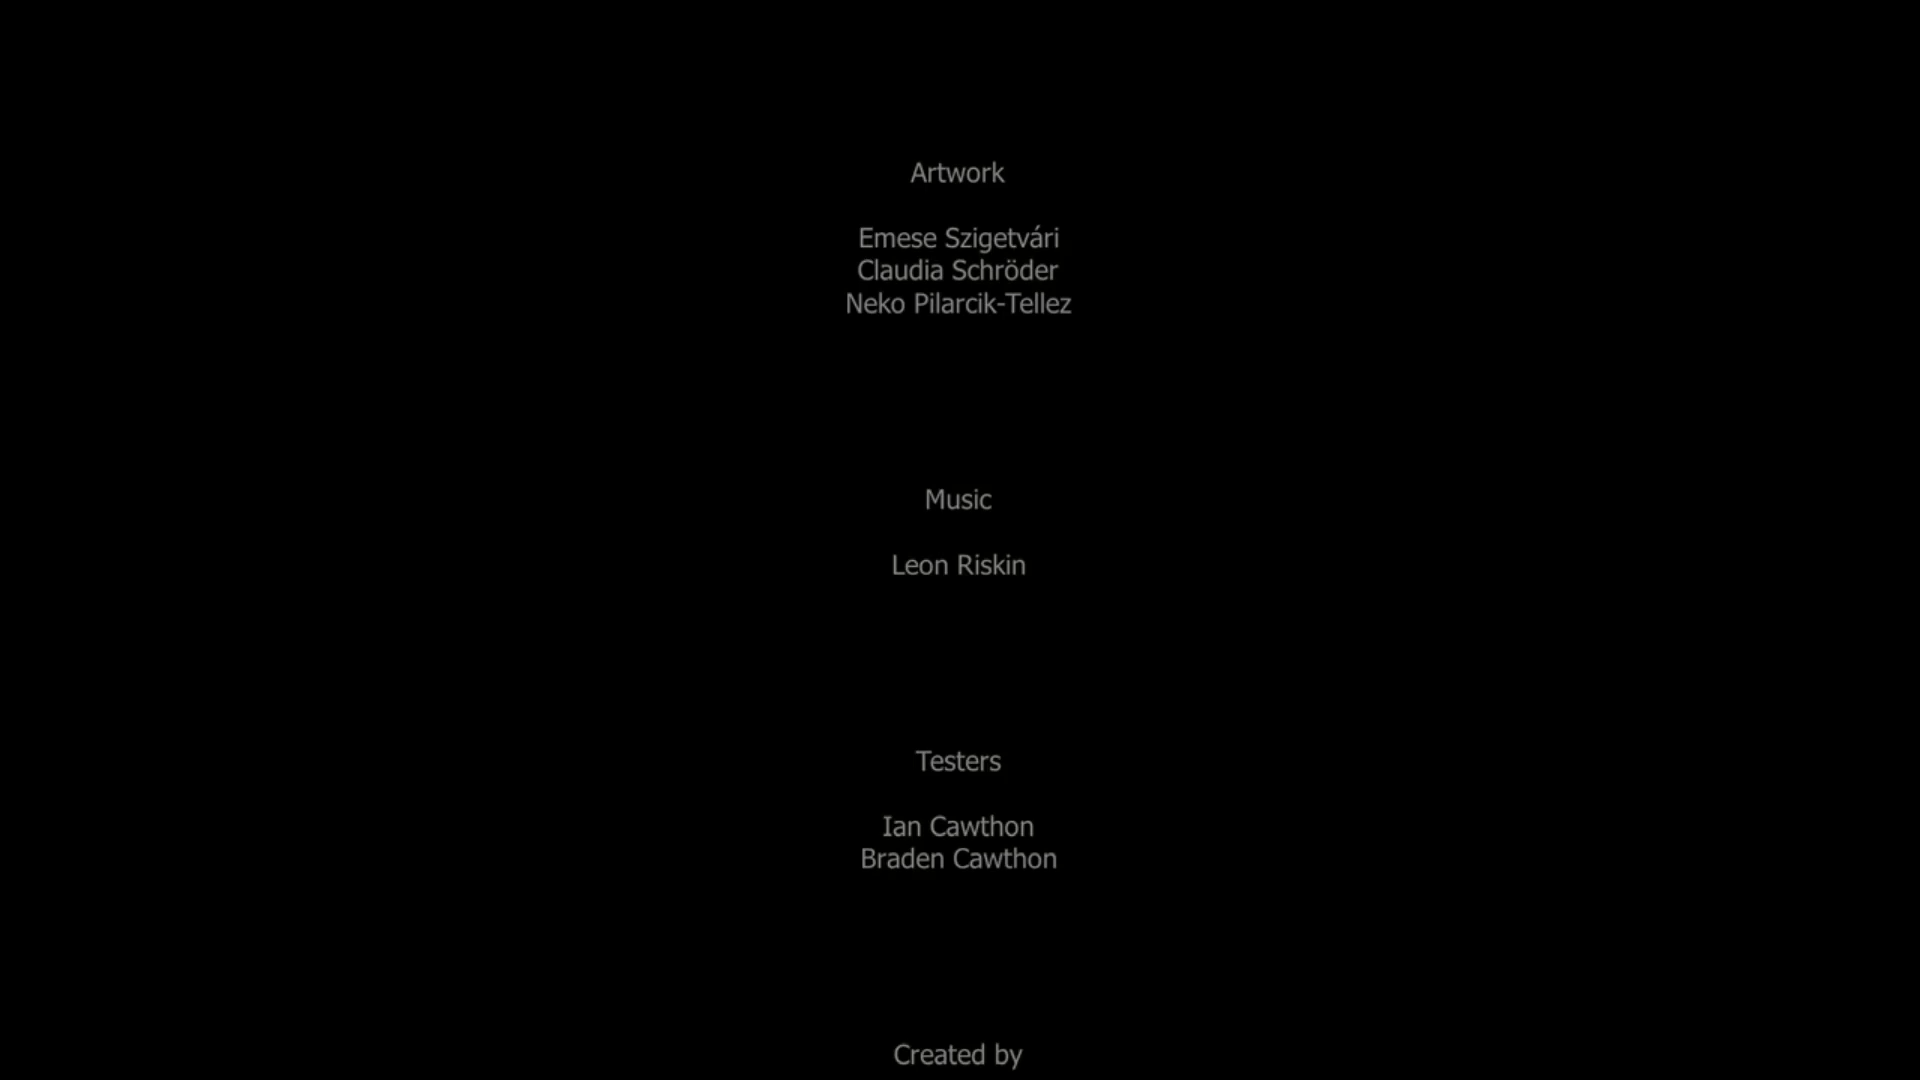 Artwork
Emese Szigetvári
Claudia Schröder
Neko Pilarcik-Tellez
Music
Leon Riskin
Testers
Ian Cawthon
Braden Cawthon
Created by